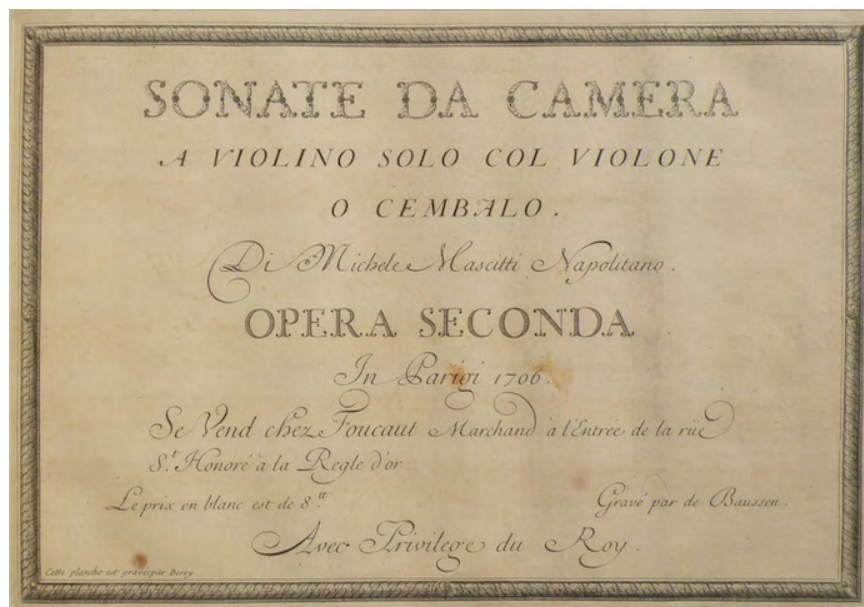 SONATE DA CAMERA
A VIOLINO SOLO COL VIOLONE
O CEMBALO.
Di Michele Mascitti Napolitano.
OPERA SECONDA
In Parigi 1706.
Se Vend chez Foucaut Marchand à l'Entrée de la rüe
S.t Honoré à la Regle d'or
Le prix en blanc est de 8.tt Gravé par de Baussen.
Avec Privilege du Roy.
Cette planche est gravée par Berey